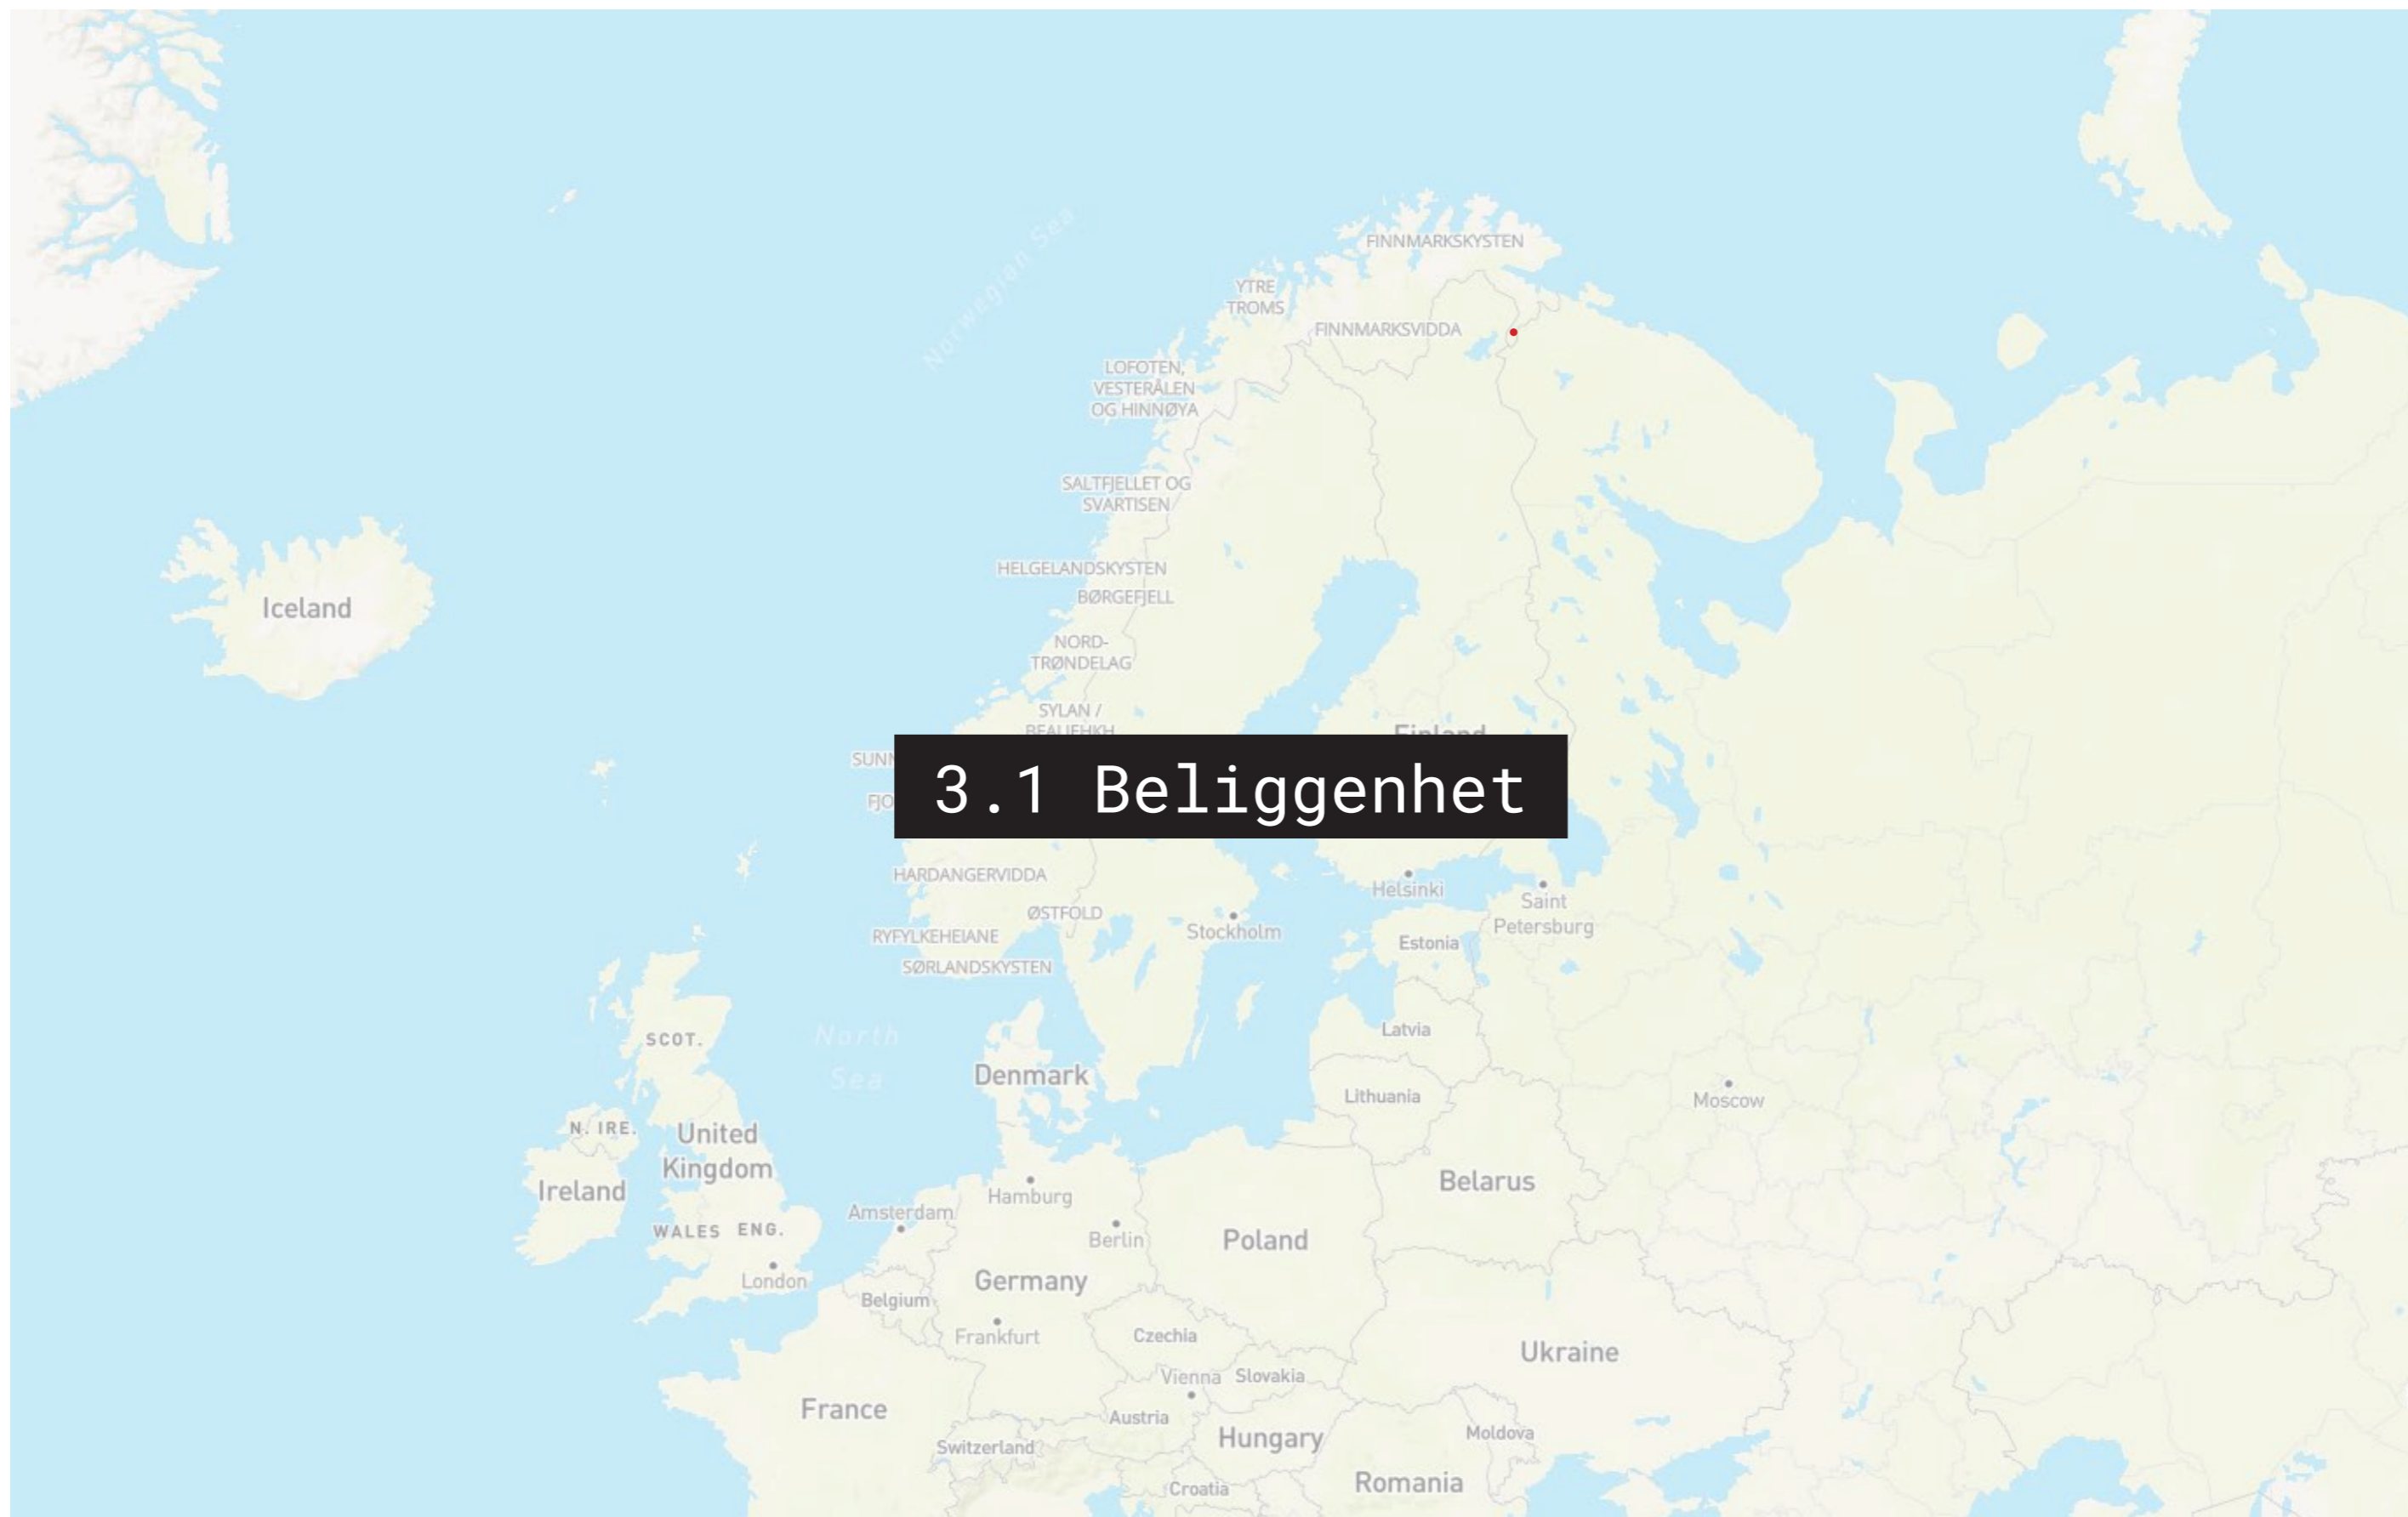 Norwegian Sea
FINNMARKSKYSTEN
YTRE
TROMS
FINNMARKSVIDDA
LOFOTEN,
VESTERÅLEN
OG HINNØYA
SALTFJELLET OG
SVARTISEN
HELGELANDSKYSTEN
BØRGEFJELL
Iceland
NORD-
TRØNDELAG
SYLAN /
Finland
3.1 Beliggenhet
HARDANGERVIDDA
Helsinki
Saint
Petersburg
ØSTFOLD
Stockholm
RYFYLKEHEIANE
Estonia
SØRLANDSKYSTEN
SCOT.
North
Sea
Latvia
Denmark
Lithuania
Moscow
N. IRE.
United
Kingdom
Ireland
Hamburg
Belarus
Amsterdam
WALES
ENG.
Berlin
Poland
London
Germany
Belgium
Frankfurt
Czechia
Ukraine
Vienna
Slovakia
France
Austria
Hungary
Moldova
Switzerland
Romania
Croatia